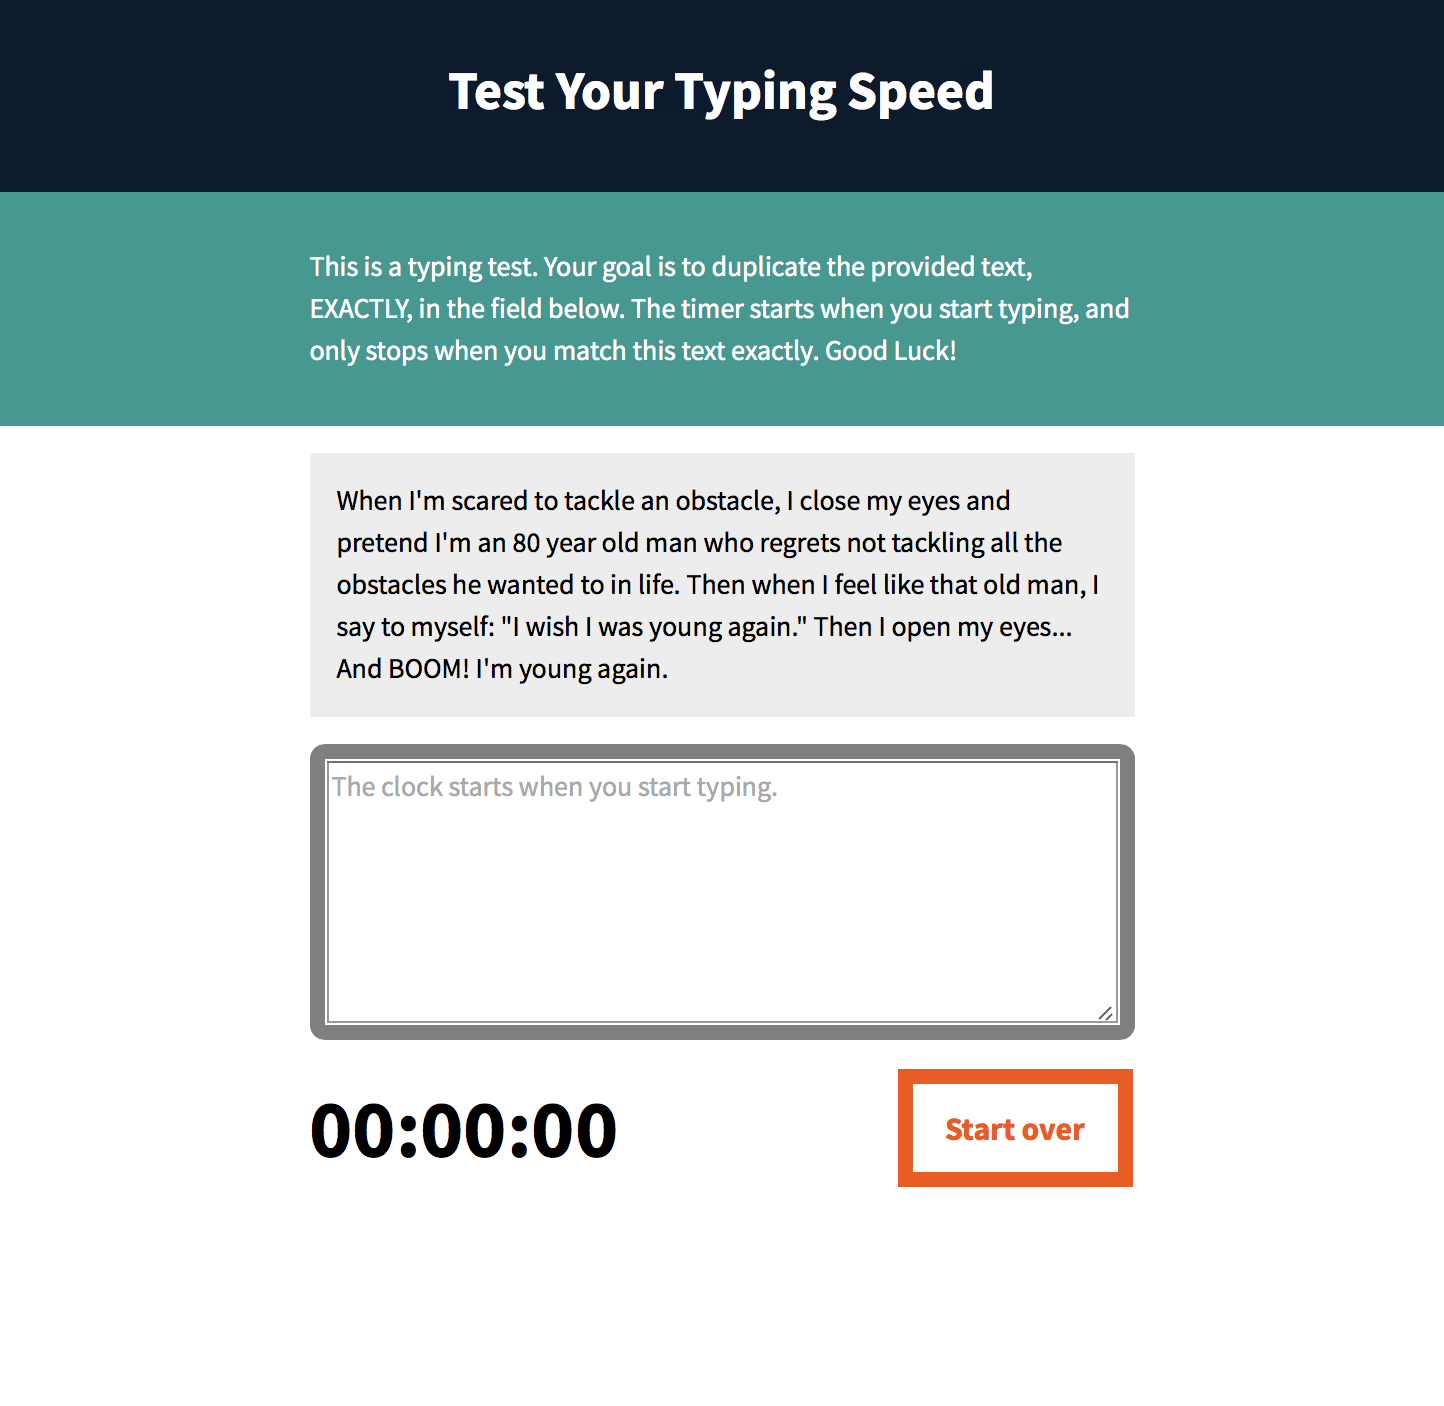 Test Your Typing Speed
This is a typing test. Your goal is to duplicate the provided text,
EXACTLY, in the field below. The timer starts when you start typing, and
only stops when you match this text exactly. Good Luck!
When I'm scared to tackle an obstacle, I close my eyes and
pretend I'm an 80 year old man who regrets not tackling all the
obstacles he wanted to in life. Then when I feel like that old man, I
say to myself: "I wish I was young again." Then I open my eyes...
And BOOM! I'm young again.
The clock starts when you start typing.
00:00:00
Start over